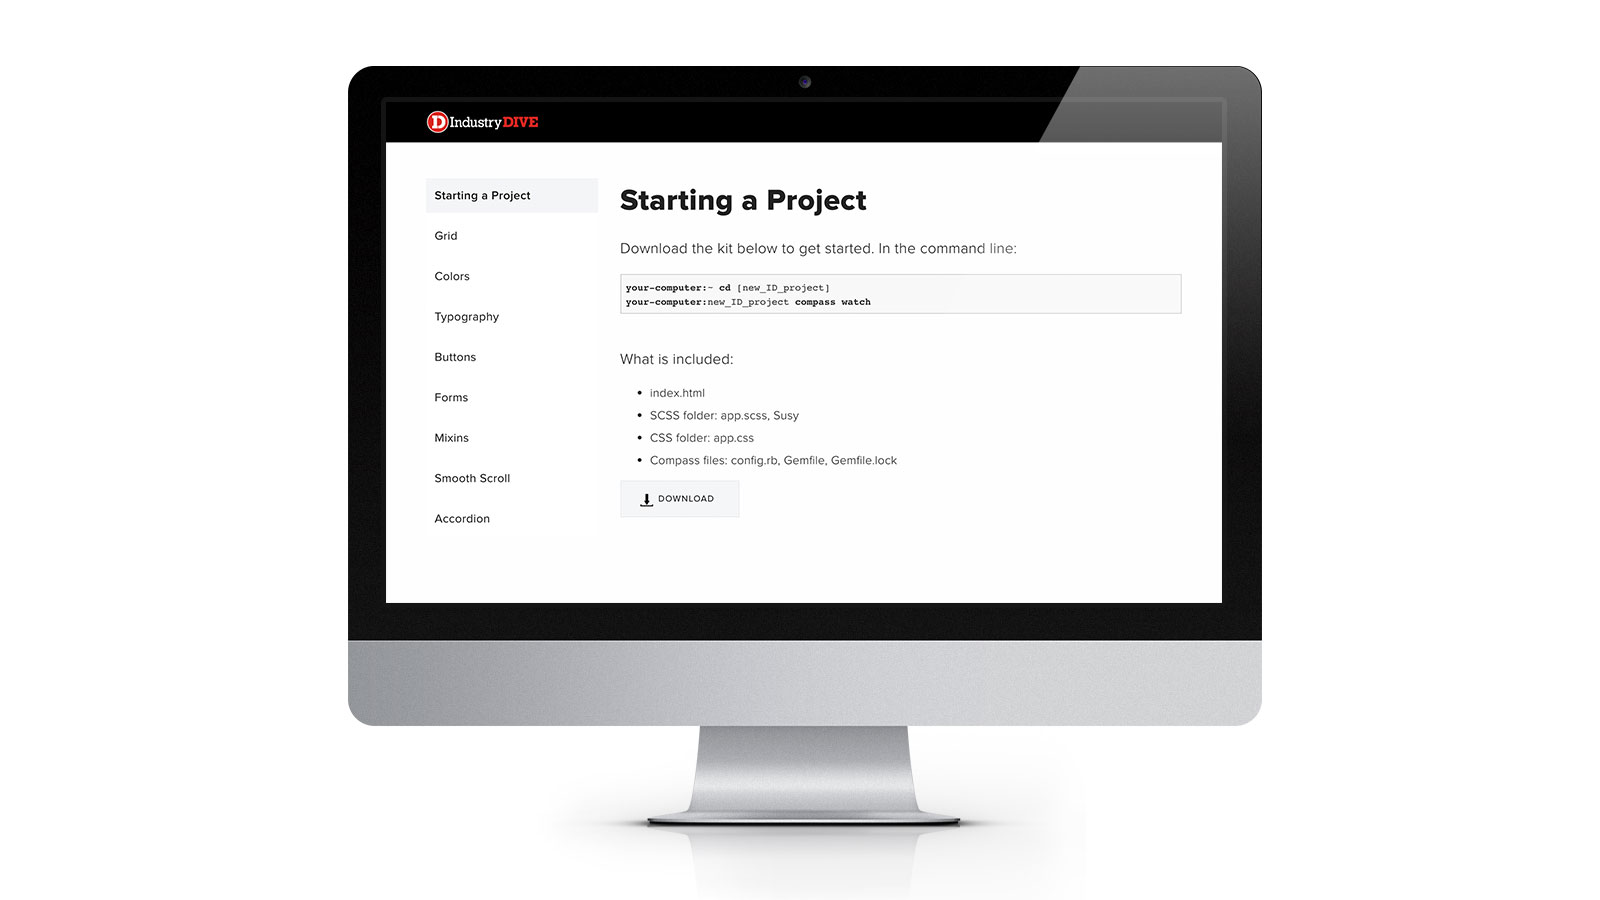 D Industry DIVE
Starting a Project
Grid
Colors
Typography
Buttons
Forms
Mixins
Smooth Scroll
Accordion
Starting a Project
Download the kit below to get started. In the command line:
your-computer:~ cd [new_ID_project]
your-computer:new_ID_project compass watch
What is included:
• index.html
• SCSS folder: app.scss, Susy
• CSS folder: app.css
• Compass files: config.rb, Gemfile, Gemfile.lock
DOWNLOAD